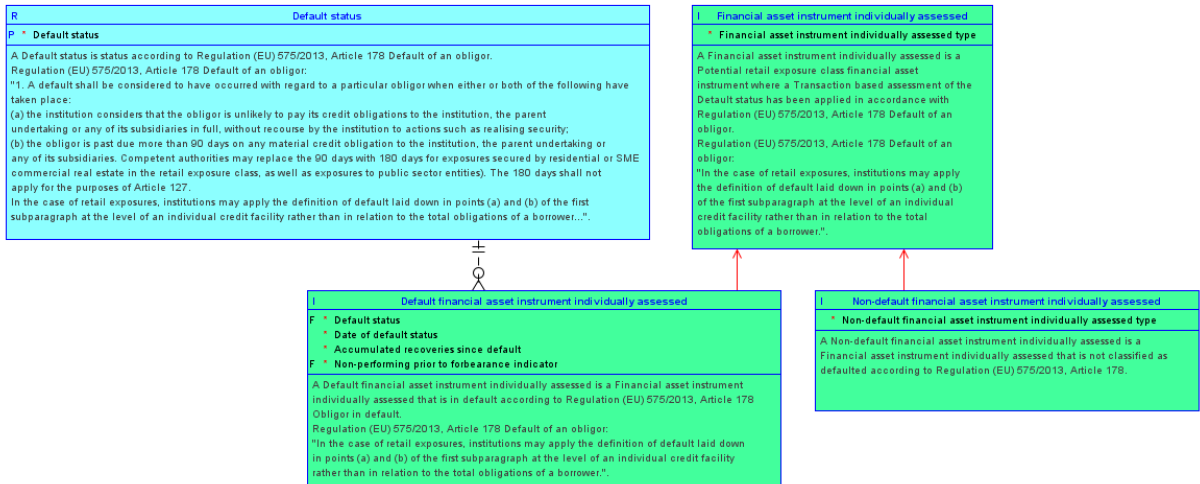 R Default status
P * Default status
A Default status is status according to Regulation (EU) 575/2013, Article 178 Default of an obligor.
Regulation (EU) 575/2013, Article 178 Default of an obligor:
"1. A default shall be considered to have occurred with regard to a particular obligor when either or both of the following have
taken place:
(a) the institution considers that the obligor is unlikely to pay its credit obligations to the institution, the parent
undertaking or any of its subsidiaries in full, without recourse by the institution to actions such as realising security;
(b) the obligor is past due more than 90 days on any material credit obligation to the institution, the parent undertaking or
any of its subsidiaries. Competent authorities may replace the 90 days with 180 days for exposures secured by residential or SME
commercial real estate in the retail exposure class, as well as exposures to public sector entities). The 180 days shall not
apply for the purposes of Article 127.
In the case of retail exposures, institutions may apply the definition of default laid down in points (a) and (b) of the first
subparagraph at the level of an individual credit facility rather than in relation to the total obligations of a borrower...".
I Financial asset instrument individually assessed
* Financial asset instrument individually assessed type
A Financial asset instrument individually assessed is a
Potential retail exposure class financial asset
instrument where a Transaction based assessment of the
Detault status has been applied in accordance with
Regulation (EU) 575/2013, Article 178 Default of an
obligor.
Regulation (EU) 575/2013, Article 178 Default of an
obligor:
"In the case of retail exposures, institutions may apply
the definition of default laid down in points (a) and (b)
of the first subparagraph at the level of an individual
credit facility rather than in relation to the total
obligations of a borrower.".
I Default financial asset instrument individually assessed
F * Default status
* Date of default status
* Accumulated recoveries since default
F * Non-performing prior to forbearance indicator
A Default financial asset instrument individually assessed is a Financial asset instrument
individually assessed that is in default according to Regulation (EU) 575/2013, Article 178
Obligor in default.
Regulation (EU) 575/2013, Article 178 Default of an obligor:
"In the case of retail exposures, institutions may apply the definition of default laid down
in points (a) and (b) of the first subparagraph at the level of an individual credit facility
rather than in relation to the total obligations of a borrower.".
I Non-default financial asset instrument individually assessed
* Non-default financial asset instrument individually assessed type
A Non-default financial asset instrument individually assessed is a
Financial asset instrument individually assessed that is not classified as
defaulted according to Regulation (EU) 575/2013, Article 178.